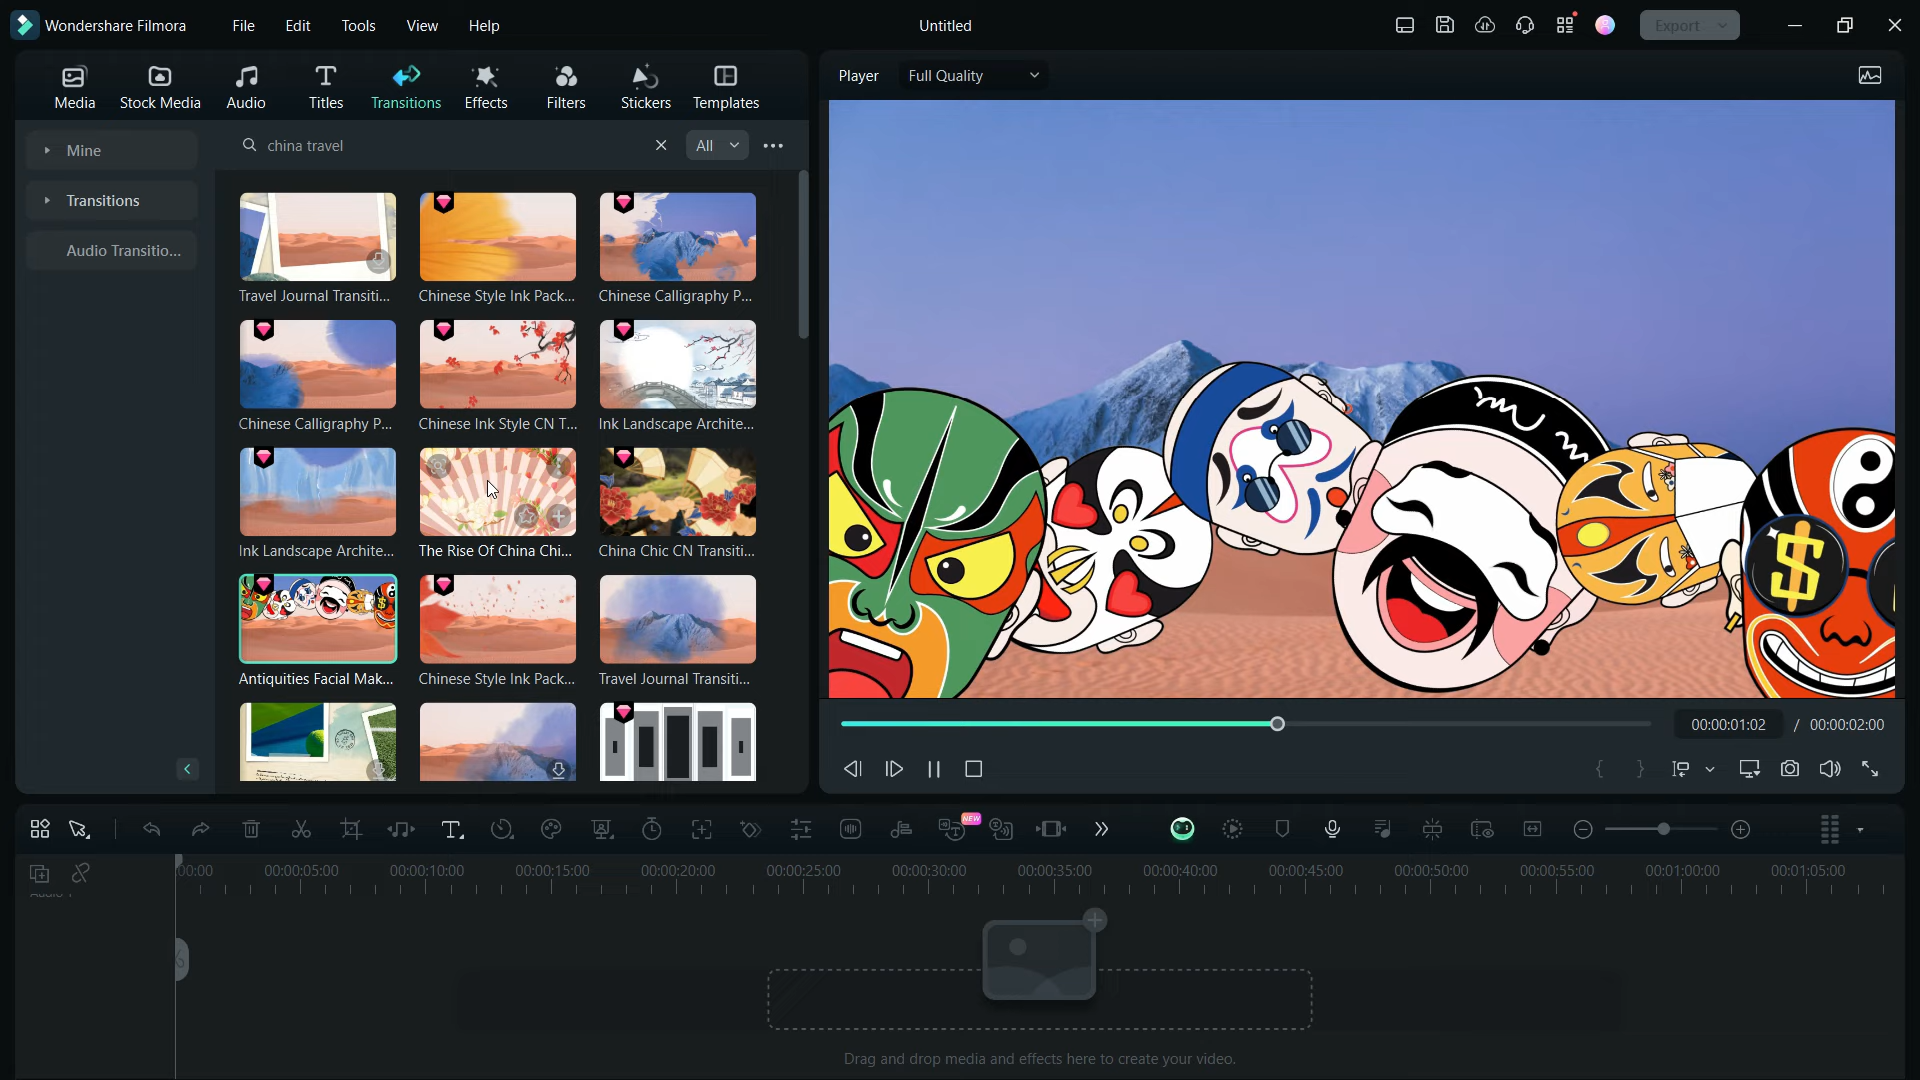 Wondershare Filmora
File
Edit
Tools
View
Help
Untitled
Export
Media
Stock Media
Audio
Titles
Transitions
Effects
Filters
Stickers
Templates
Player
Full Quality
Mine
Transitions
Audio Transitio...
china travel
All
Travel Journal Transiti...
Chinese Style Ink Pack...
Chinese Calligraphy P...
Chinese Calligraphy P...
Chinese Ink Style CN T...
Ink Landscape Archite...
Ink Landscape Archite...
The Rise Of China Chi...
China Chic CN Transiti...
Antiquities Facial Mak...
Chinese Style Ink Pack...
Travel Journal Transiti...
00:00:01:02 / 00:00:02:00
NEW
00:00
00:00:05:00
00:00:10:00
00:00:15:00
00:00:20:00
00:00:25:00
00:00:30:00
00:00:35:00
00:00:40:00
00:00:45:00
00:00:50:00
00:00:55:00
00:01:00:00
00:01:05:00
Drag and drop media and effects here to create your video.